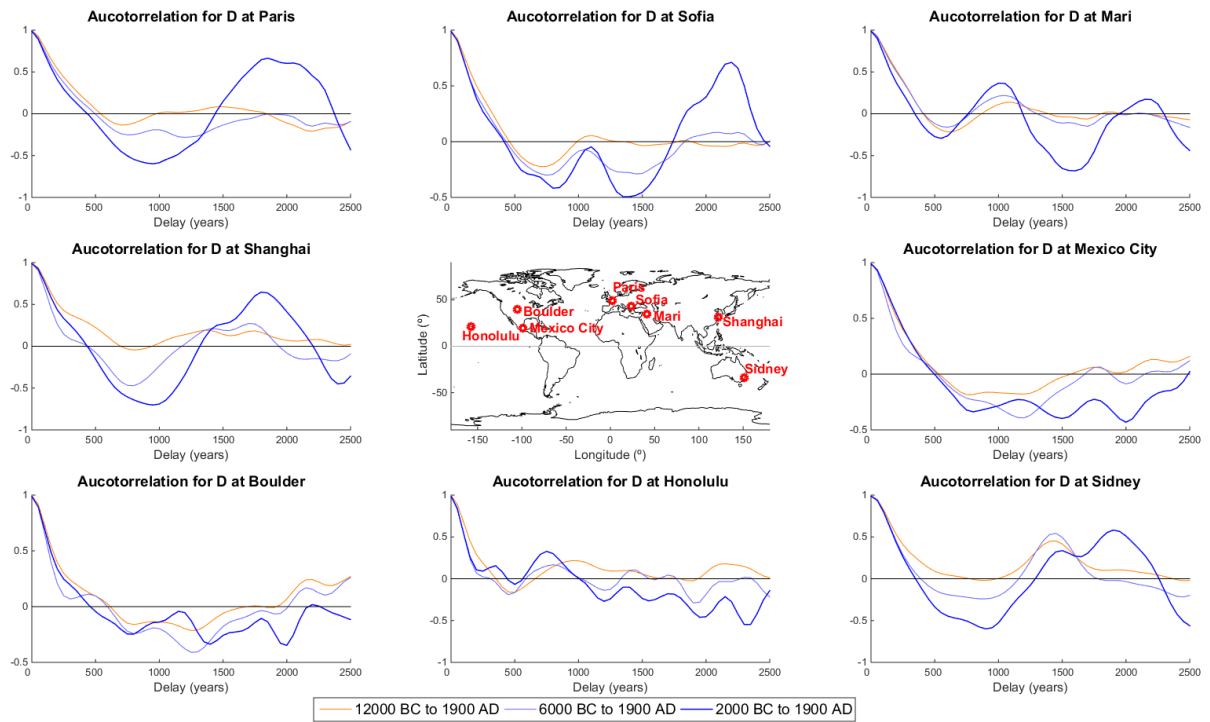 Aucotorrelation for D at Paris
1
0.5
0
-0.5
-1
0 500 1000 1500 2000 2500
Delay (years)
Aucotorrelation for D at Sofia
1
0.5
0
-0.5
0 500 1000 1500 2000 2500
Delay (years)
Aucotorrelation for D at Mari
1
0.5
0
-0.5
-1
0 500 1000 1500 2000 2500
Delay (years)
Aucotorrelation for D at Shanghai
1
0.5
0
-0.5
-1
0 500 1000 1500 2000 2500
Delay (years)
Latitude (º)
50
0
-50
Paris
Sofia
Boulder
Mari
Shanghai
Mexico City
Honolulu
Sidney
-150 -100 -50 0 50 100 150
Longitude (º)
Aucotorrelation for D at Mexico City
1
0.5
0
-0.5
0 500 1000 1500 2000 2500
Delay (years)
Aucotorrelation for D at Boulder
1
0.5
0
-0.5
0 500 1000 1500 2000 2500
Delay (years)
Aucotorrelation for D at Honolulu
1
0.5
0
-0.5
-1
0 500 1000 1500 2000 2500
Delay (years)
Aucotorrelation for D at Sidney
1
0.5
0
-0.5
-1
0 500 1000 1500 2000 2500
Delay (years)
12000 BC to 1900 AD 6000 BC to 1900 AD 2000 BC to 1900 AD